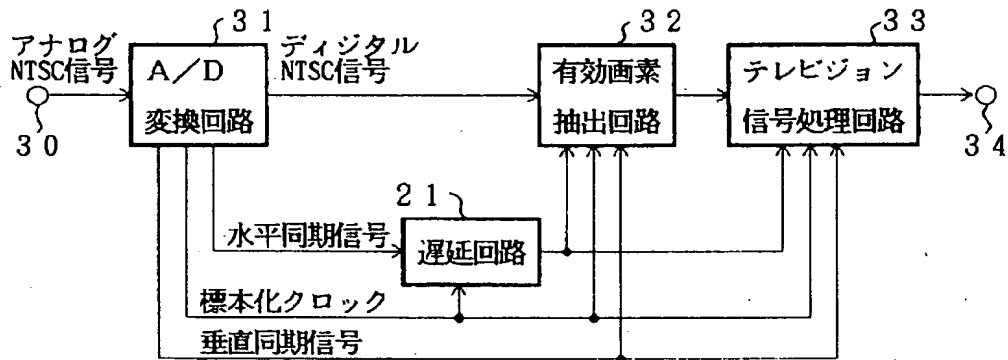 アナログ
NTSC信号
30
31
A／D
変換回路
ディジタル
NTSC信号
32
有効画素
抽出回路
33
テレビジョン
信号処理回路
34
水平同期信号
21
遅延回路
標本化クロック
垂直同期信号